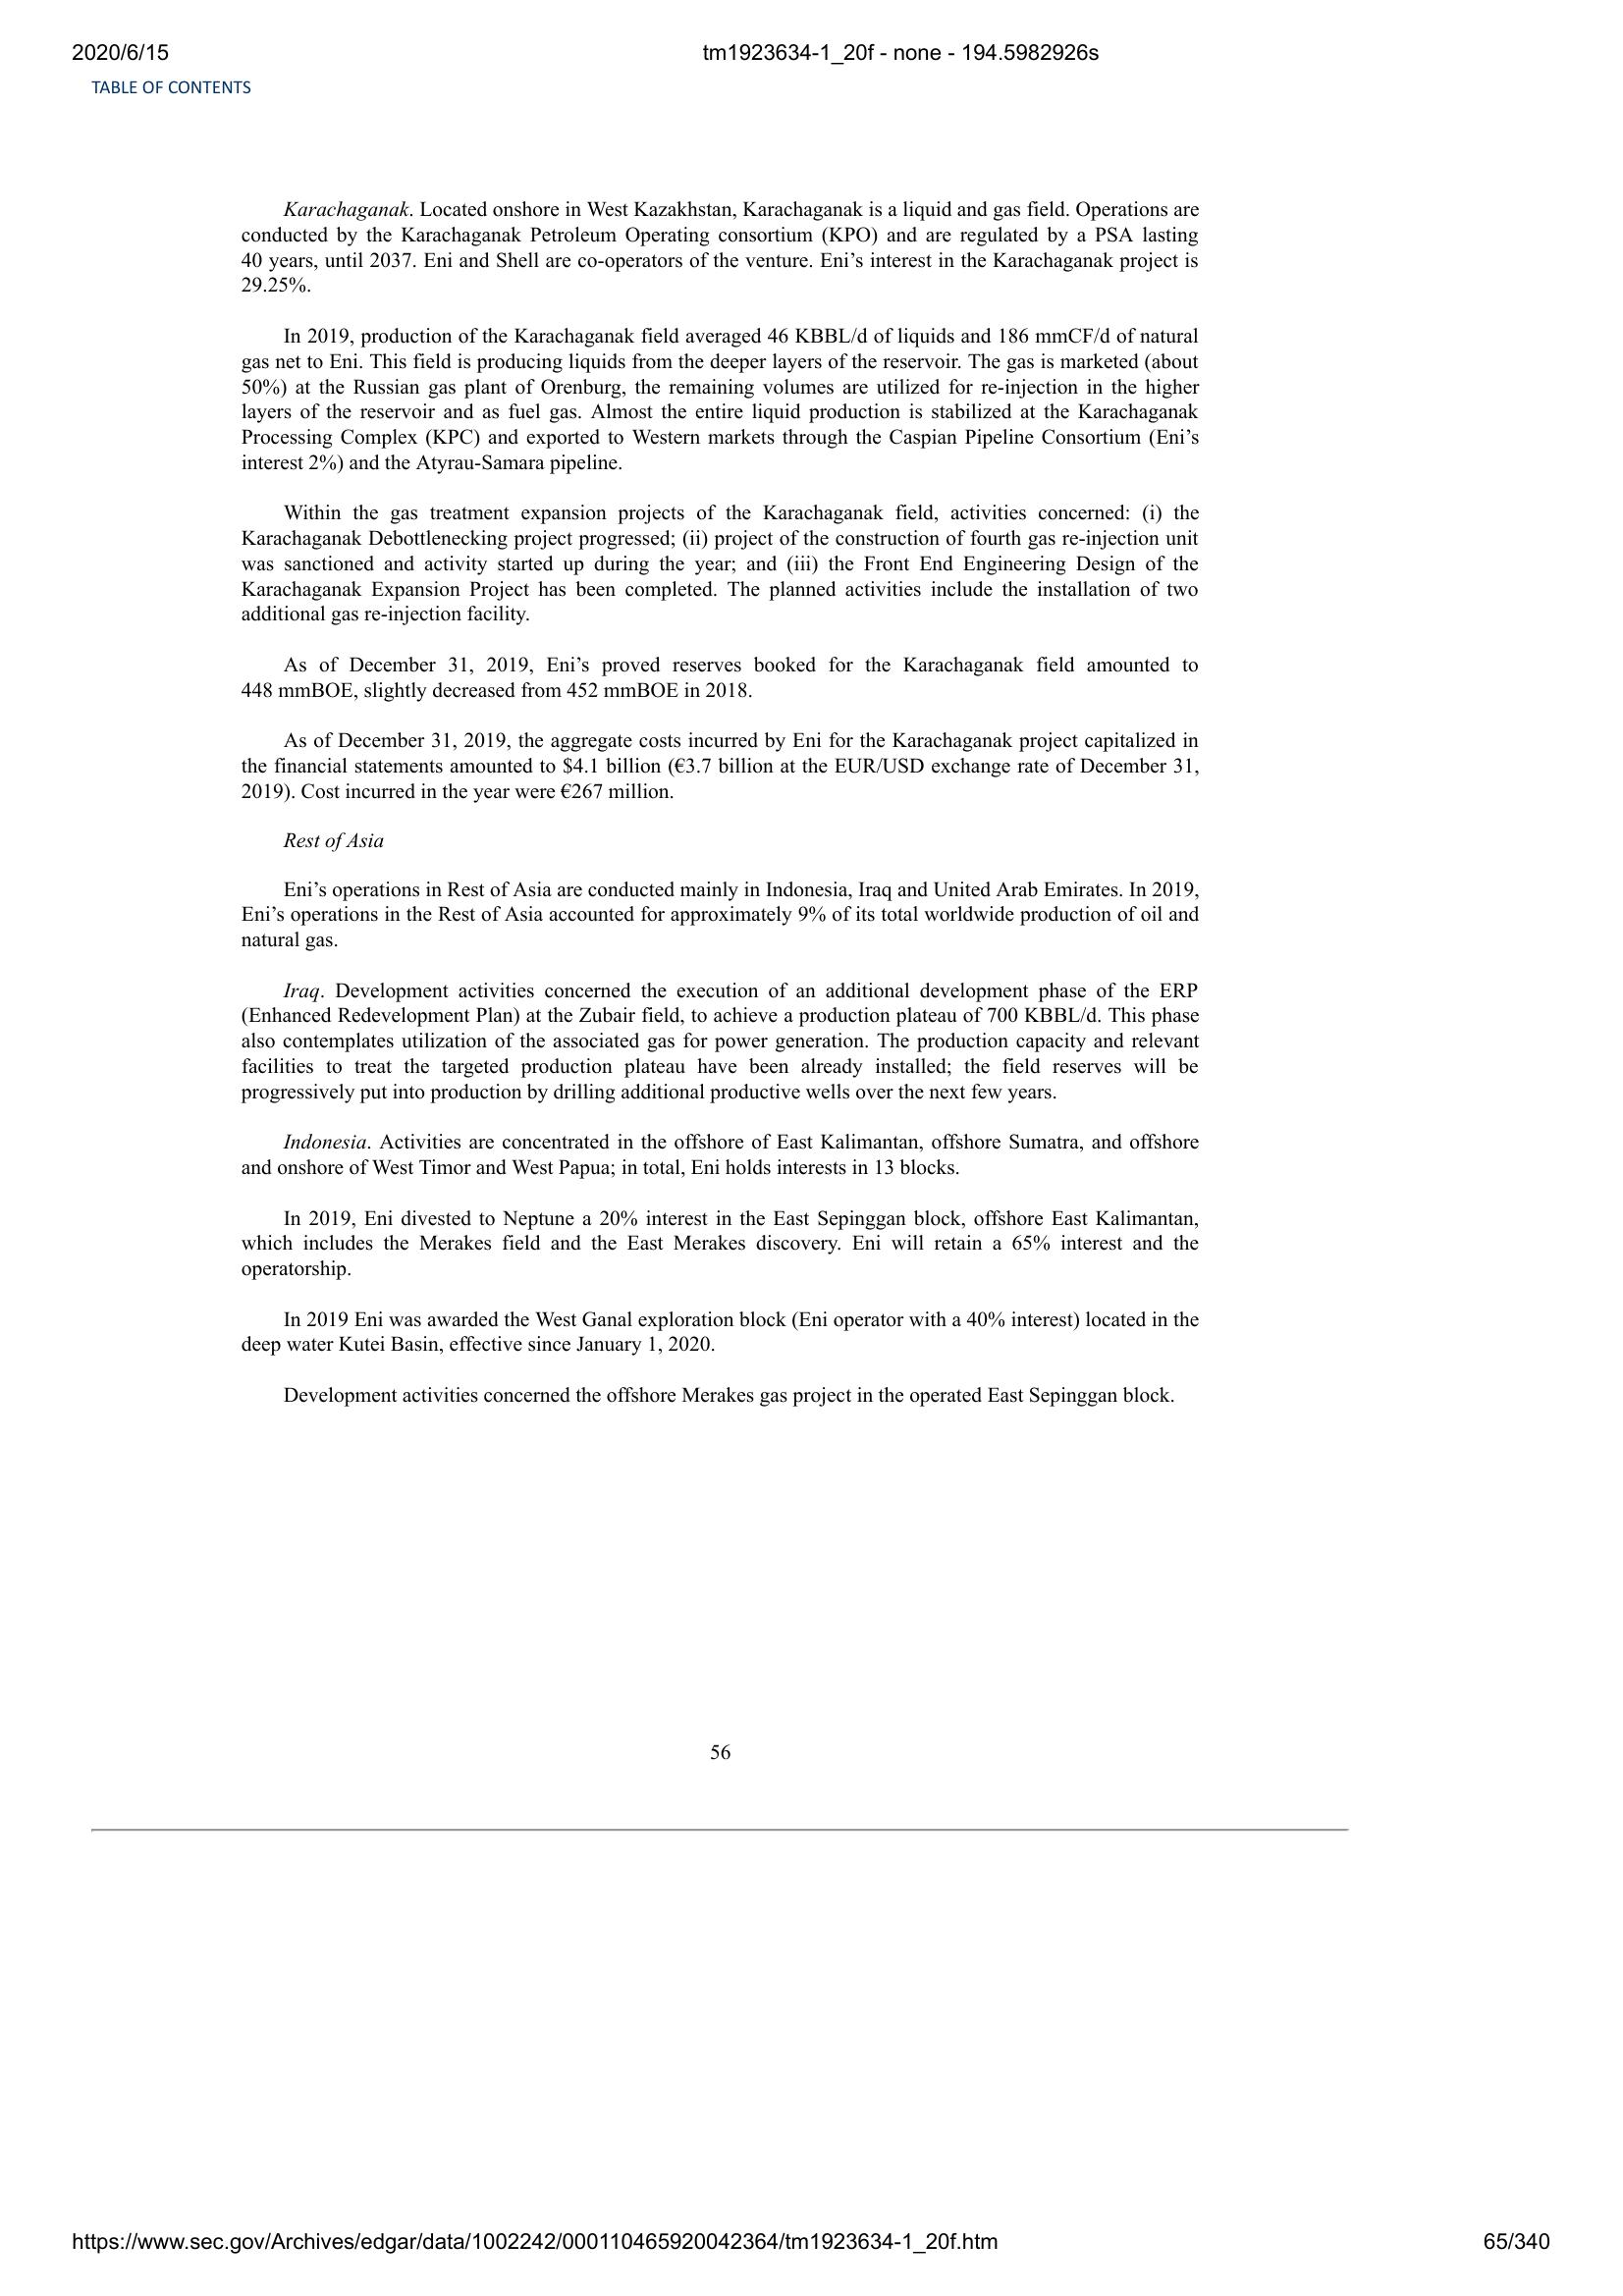 2020/6/15
tm1923634-1_20f - none - 194.5982926s
TABLE OF CONTENTS
Karachaganak. Located onshore in West Kazakhstan, Karachaganak is a liquid and gas field. Operations are
conducted by the Karachaganak Petroleum Operating consortium (KPO) and are regulated by a PSA lasting
40 years, until 2037. Eni and Shell are co-operators of the venture. Eni’s interest in the Karachaganak project is
29.25%.
In 2019, production of the Karachaganak field averaged 46 KBBL/d of liquids and 186 mmCF/d of natural
gas net to Eni. This field is producing liquids from the deeper layers of the reservoir. The gas is marketed (about
50%) at the Russian gas plant of Orenburg, the remaining volumes are utilized for re-injection in the higher
layers of the reservoir and as fuel gas. Almost the entire liquid production is stabilized at the Karachaganak
Processing Complex (KPC) and exported to Western markets through the Caspian Pipeline Consortium (Eni’s
interest 2%) and the Atyrau-Samara pipeline.
Within the gas treatment expansion projects of the Karachaganak field, activities concerned: (i) the
Karachaganak Debottlenecking project progressed; (ii) project of the construction of fourth gas re-injection unit
was sanctioned and activity started up during the year; and (iii) the Front End Engineering Design of the
Karachaganak Expansion Project has been completed. The planned activities include the installation of two
additional gas re-injection facility.
As of December 31, 2019, Eni’s proved reserves booked for the Karachaganak field amounted to
448 mmBOE, slightly decreased from 452 mmBOE in 2018.
As of December 31, 2019, the aggregate costs incurred by Eni for the Karachaganak project capitalized in
the financial statements amounted to $4.1 billion (€3.7 billion at the EUR/USD exchange rate of December 31,
2019). Cost incurred in the year were €267 million.
Rest of Asia
Eni’s operations in Rest of Asia are conducted mainly in Indonesia, Iraq and United Arab Emirates. In 2019,
Eni’s operations in the Rest of Asia accounted for approximately 9% of its total worldwide production of oil and
natural gas.
Iraq. Development activities concerned the execution of an additional development phase of the ERP
(Enhanced Redevelopment Plan) at the Zubair field, to achieve a production plateau of 700 KBBL/d. This phase
also contemplates utilization of the associated gas for power generation. The production capacity and relevant
facilities to treat the targeted production plateau have been already installed; the field reserves will be
progressively put into production by drilling additional productive wells over the next few years.
Indonesia. Activities are concentrated in the offshore of East Kalimantan, offshore Sumatra, and offshore
and onshore of West Timor and West Papua; in total, Eni holds interests in 13 blocks.
In 2019, Eni divested to Neptune a 20% interest in the East Sepinggan block, offshore East Kalimantan,
which includes the Merakes field and the East Merakes discovery. Eni will retain a 65% interest and the
operatorship.
In 2019 Eni was awarded the West Ganal exploration block (Eni operator with a 40% interest) located in the
deep water Kutei Basin, effective since January 1, 2020.
Development activities concerned the offshore Merakes gas project in the operated East Sepinggan block.
56
https://www.sec.gov/Archives/edgar/data/1002242/000110465920042364/tm1923634-1_20f.htm
65/340